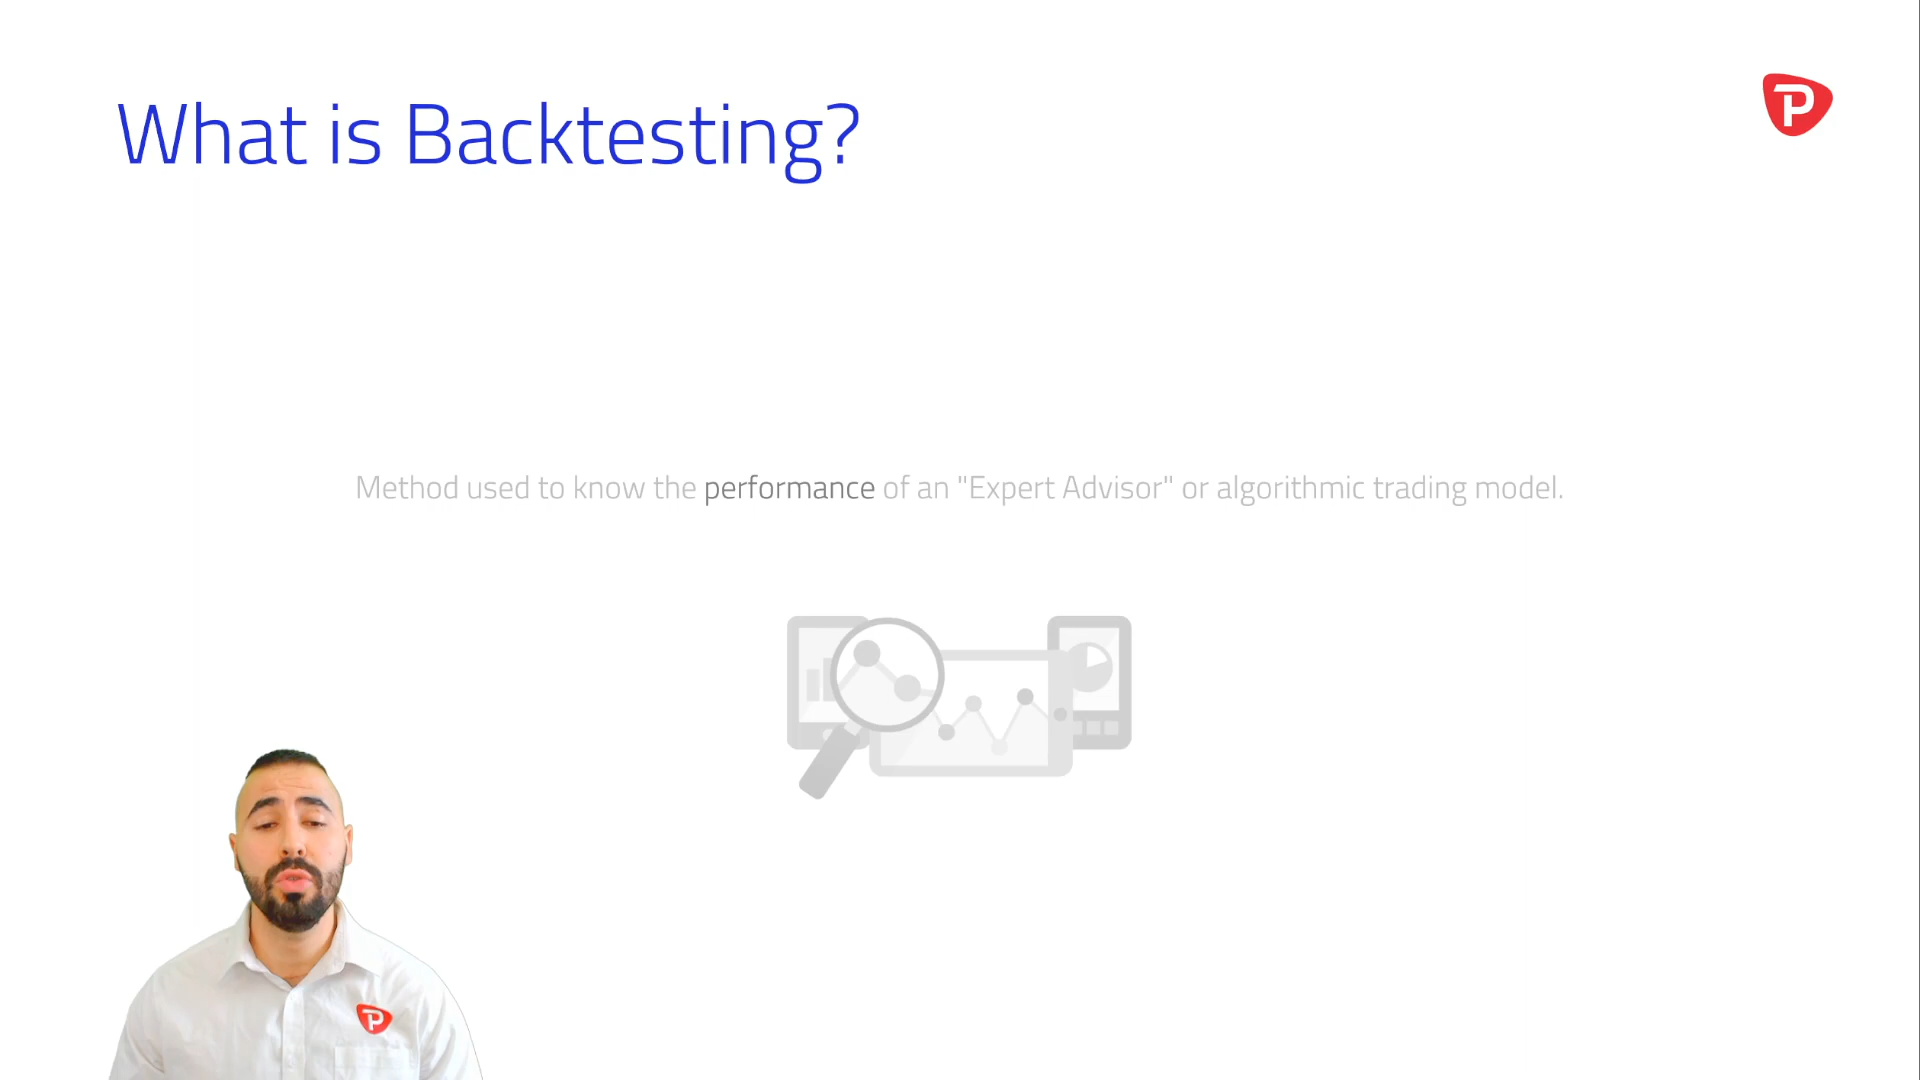 What is Backtesting?
P
Method used to know the performance of an "Expert Advisor" or algorithmic trading model.
P